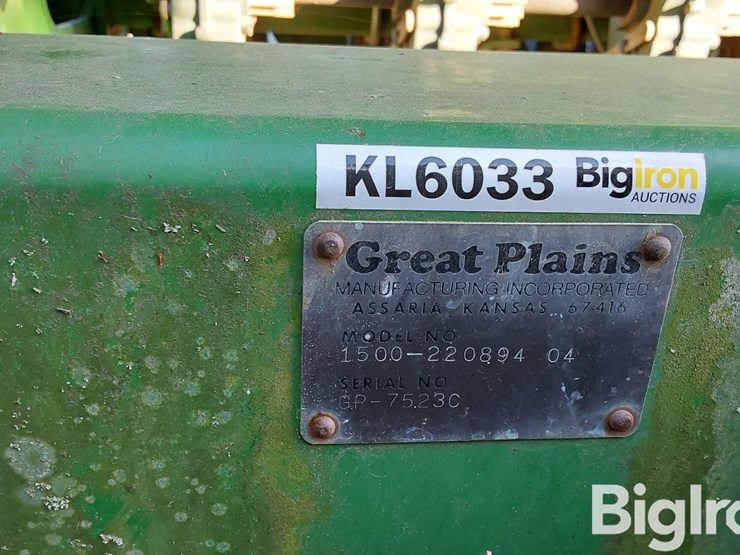 KL6033 Bigiron
AUCTIONS
Great Plains
MANUFACTURING INCORPORATED
ASSARIA, KANSAS 67416
MODEL NO
1500-220894 04
SERIAL NO
GP-7523C
BigIro